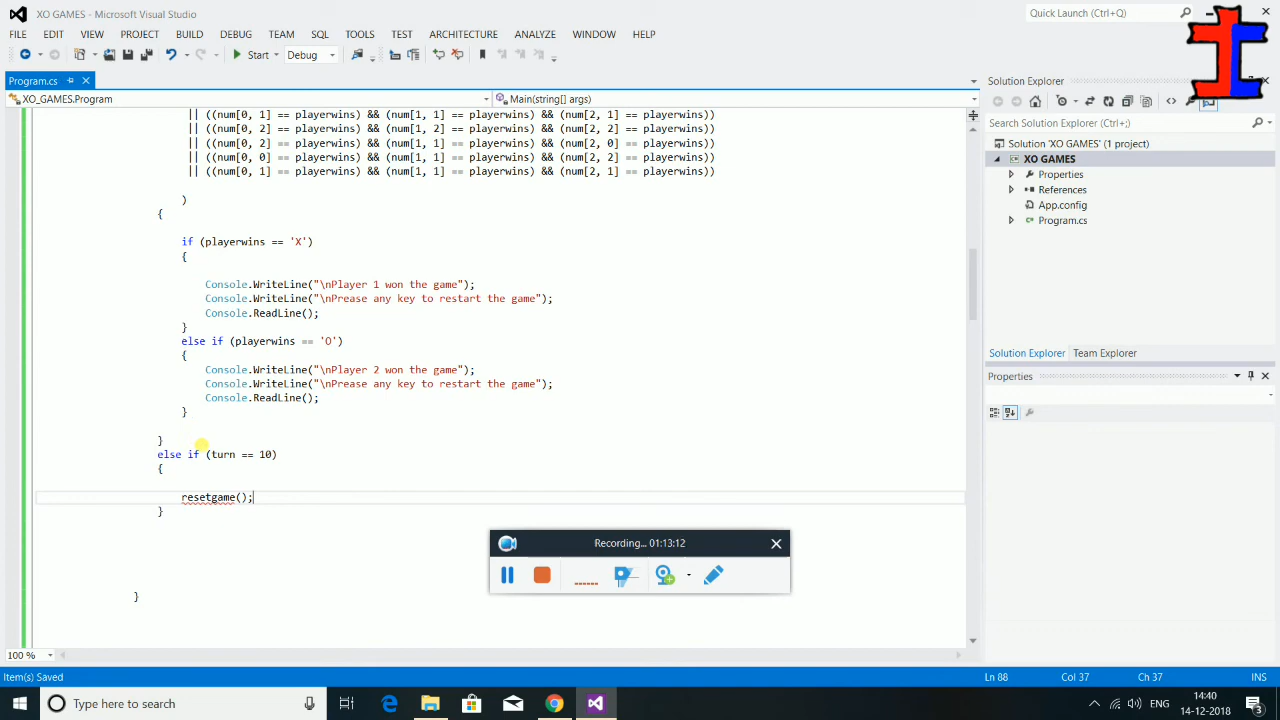 XO GAMES - Microsoft Visual Studio
Quick Launch (Ctrl+;)
FILE EDIT VIEW PROJECT BUILD DEBUG TEAM SQL TOOLS TEST ARCHITECTURE ANALYZE WINDOW HELP
Start Debug
Program.cs
Solution Explorer
XO_GAMES.Program
Main(string[] args)
|| ((num[0, 1] == playerwins) && (num[1, 1] == playerwins) && (num[2, 1] == playerwins))
|| ((num[0, 2] == playerwins) && (num[1, 2] == playerwins) && (num[2, 2] == playerwins))
|| ((num[0, 2] == playerwins) && (num[1, 1] == playerwins) && (num[2, 0] == playerwins))
|| ((num[0, 0] == playerwins) && (num[1, 1] == playerwins) && (num[2, 2] == playerwins))
|| ((num[0, 1] == playerwins) && (num[1, 1] == playerwins) && (num[2, 1] == playerwins))
)
{
if (playerwins == 'X')
{
Console.WriteLine("\nPlayer 1 won the game");
Console.WriteLine("\nPrease any key to restart the game");
Console.ReadLine();
}
else if (playerwins == 'O')
{
Console.WriteLine("\nPlayer 2 won the game");
Console.WriteLine("\nPrease any key to restart the game");
Console.ReadLine();
}
}
else if (turn == 10)
{
resetgame();
}
}
Search Solution Explorer (Ctrl+;)
Solution 'XO GAMES' (1 project)
XO GAMES
Properties
References
App.config
Program.cs
Solution Explorer Team Explorer
Properties
Recording... 01:13:12
100 %
Item(s) Saved
Ln 88 Col 37 Ch 37 INS
Type here to search
ENG
14:40
14-12-2018
3